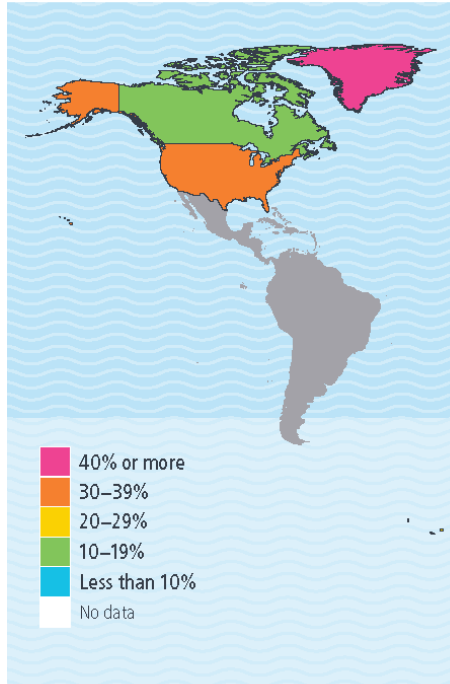 40% or more
30–39%
20–29%
10–19%
Less than 10%
No data